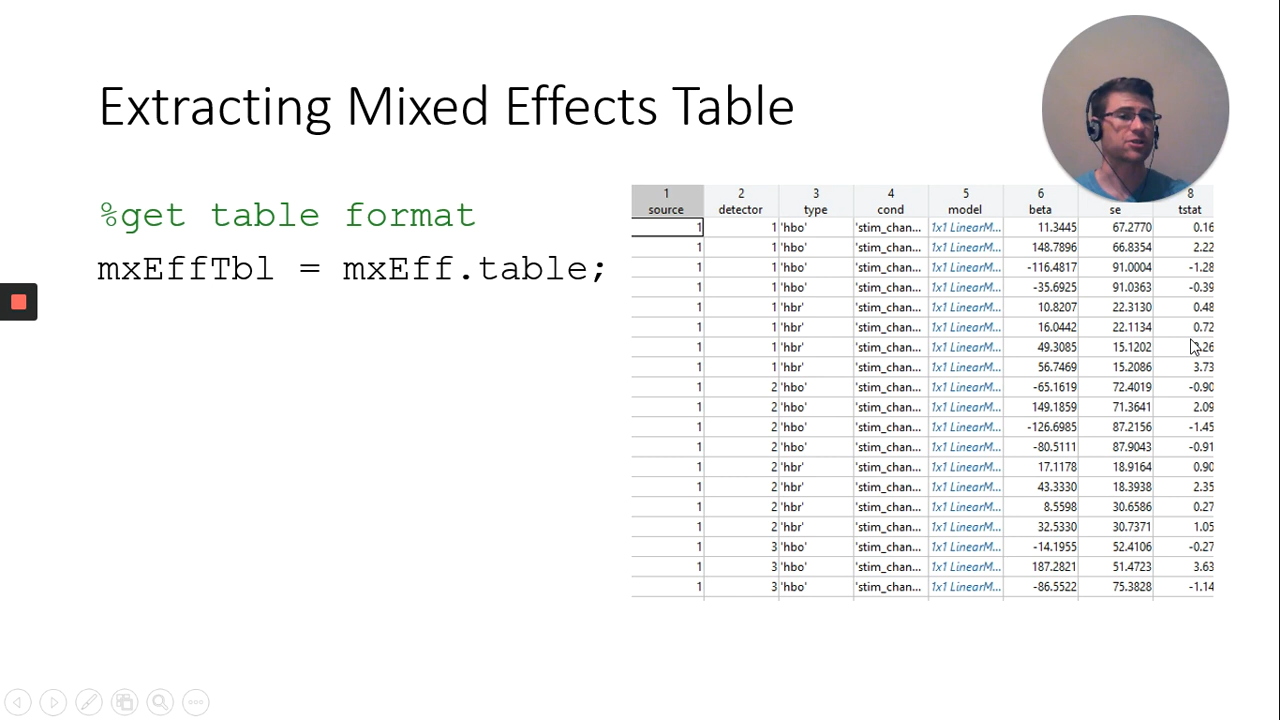 Extracting Mixed Effects Table
%get table format
mxEffTbl = mxEff.table;
1 2 3 4 5 6 8
source detector type cond model beta se tstat
1 1 'hbo' 'stim_chan... 1x1 LinearM... 11.3445 67.2770 0.16
1 1 'hbo' 'stim_chan... 1x1 LinearM... 148.7896 66.8354 2.22
1 1 'hbo' 'stim_chan... 1x1 LinearM... -116.4817 91.0004 -1.28
1 1 'hbo' 'stim_chan... 1x1 LinearM... -35.6925 91.0363 -0.39
1 1 'hbr' 'stim_chan... 1x1 LinearM... 10.8207 22.3130 0.48
1 1 'hbr' 'stim_chan... 1x1 LinearM... 16.0442 22.1134 0.72
1 1 'hbr' 'stim_chan... 1x1 LinearM... 49.3085 15.1202
1 1 'hbr' 'stim_chan... 1x1 LinearM... 56.7469 15.2086 3.73
1 2 'hbo' 'stim_chan... 1x1 LinearM... -65.1619 72.4019 -0.90
1 2 'hbo' 'stim_chan... 1x1 LinearM... 149.1859 71.3641 2.09
1 2 'hbo' 'stim_chan... 1x1 LinearM... -126.6985 87.2156 -1.45
1 2 'hbo' 'stim_chan... 1x1 LinearM... -80.5111 87.9043 -0.91
1 2 'hbr' 'stim_chan... 1x1 LinearM... 17.1178 18.9164 0.90
1 2 'hbr' 'stim_chan... 1x1 LinearM... 43.3330 18.3938 2.35
1 2 'hbr' 'stim_chan... 1x1 LinearM... 8.5598 30.6586 0.27
1 2 'hbr' 'stim_chan... 1x1 LinearM... 32.5330 30.7371 1.05
1 3 'hbo' 'stim_chan... 1x1 LinearM... -14.1955 52.4106 -0.27
1 3 'hbo' 'stim_chan... 1x1 LinearM... 187.2821 51.4723 3.63
1 3 'hbo' 'stim_chan... 1x1 LinearM... -86.5522 75.3828 -1.14